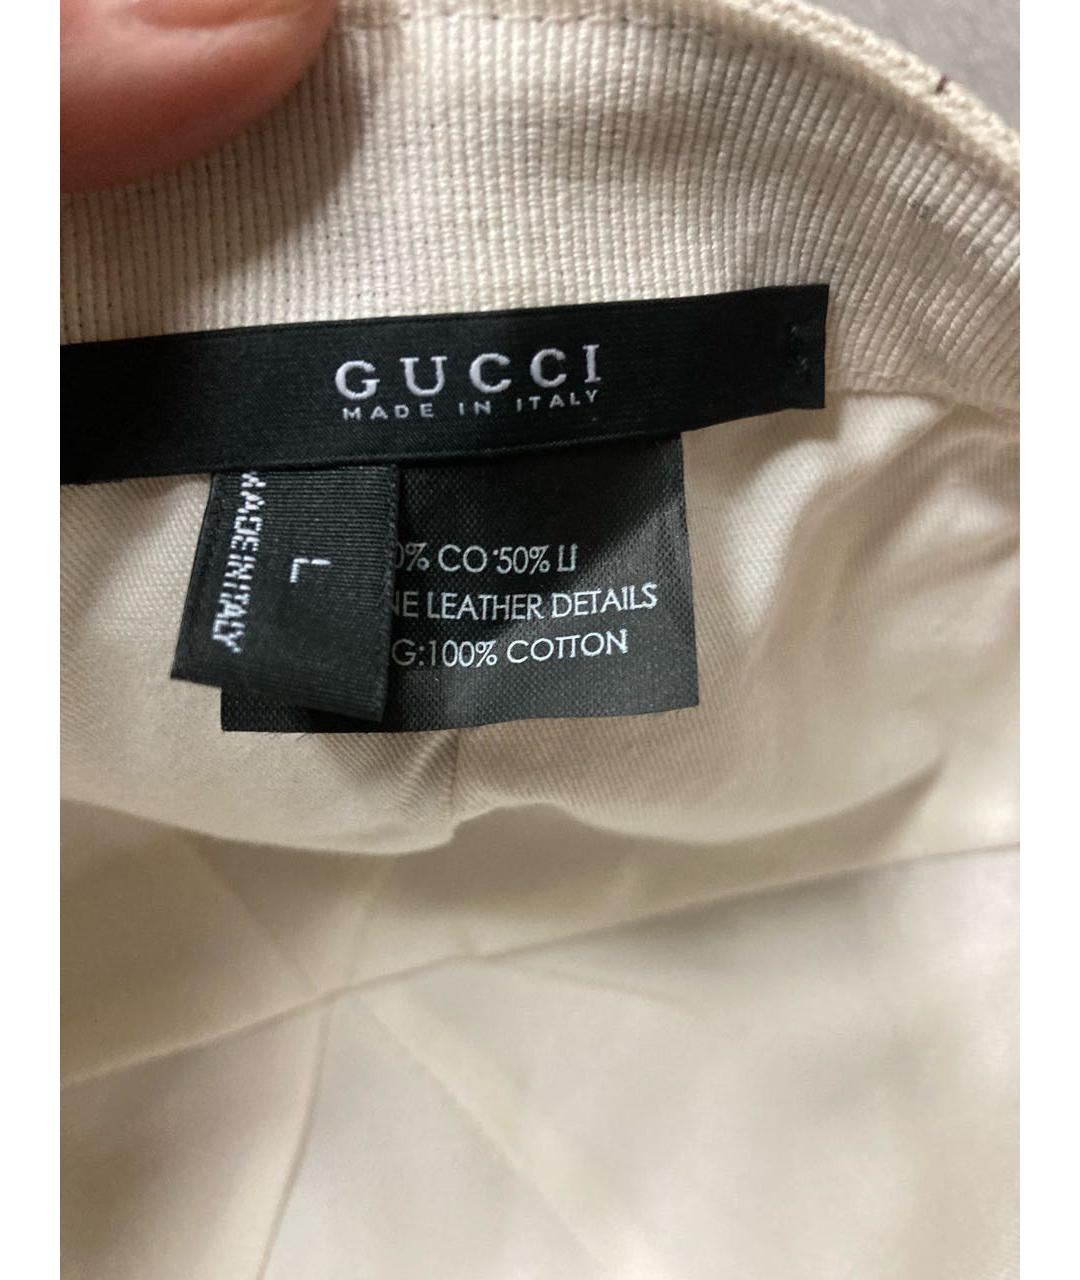 GUCCI
MADE IN ITALY
MADE IN ITALY
L
0% CO 50% LI
NE LEATHER DETAILS
G:100% COTTON